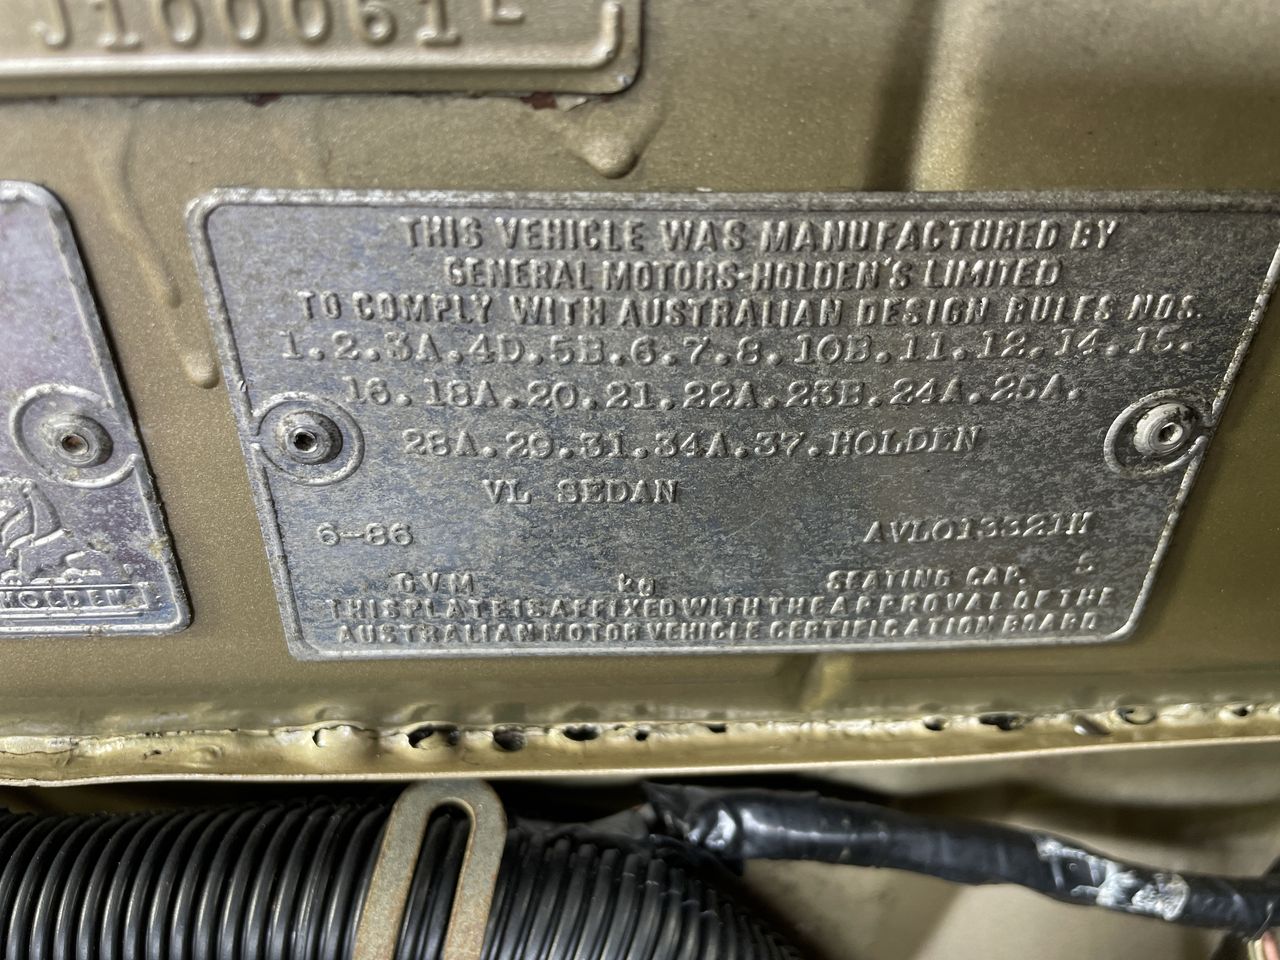 J100061L
THIS VEHICLE WAS MANUFACTURED BY
GENERAL MOTORS-HOLDEN'S LIMITED
TO COMPLY WITH AUSTRALIAN DESIGN RULES NOS.
1.2.3A.4D.5B.6.7.8.10B.11.12.14.15.
16.18A.20.21.22A.23B.24A.25A.
28A.29.31.34A.37.HOLDEN
VL SEDAN
6-86 AVL013321M
G.V.M kg SEATING CAP. 5
THIS PLATE IS AFFIXED WITH THE APPROVAL OF THE
AUSTRALIAN MOTOR VEHICLE CERTIFICATION BOARD
HOLDEN